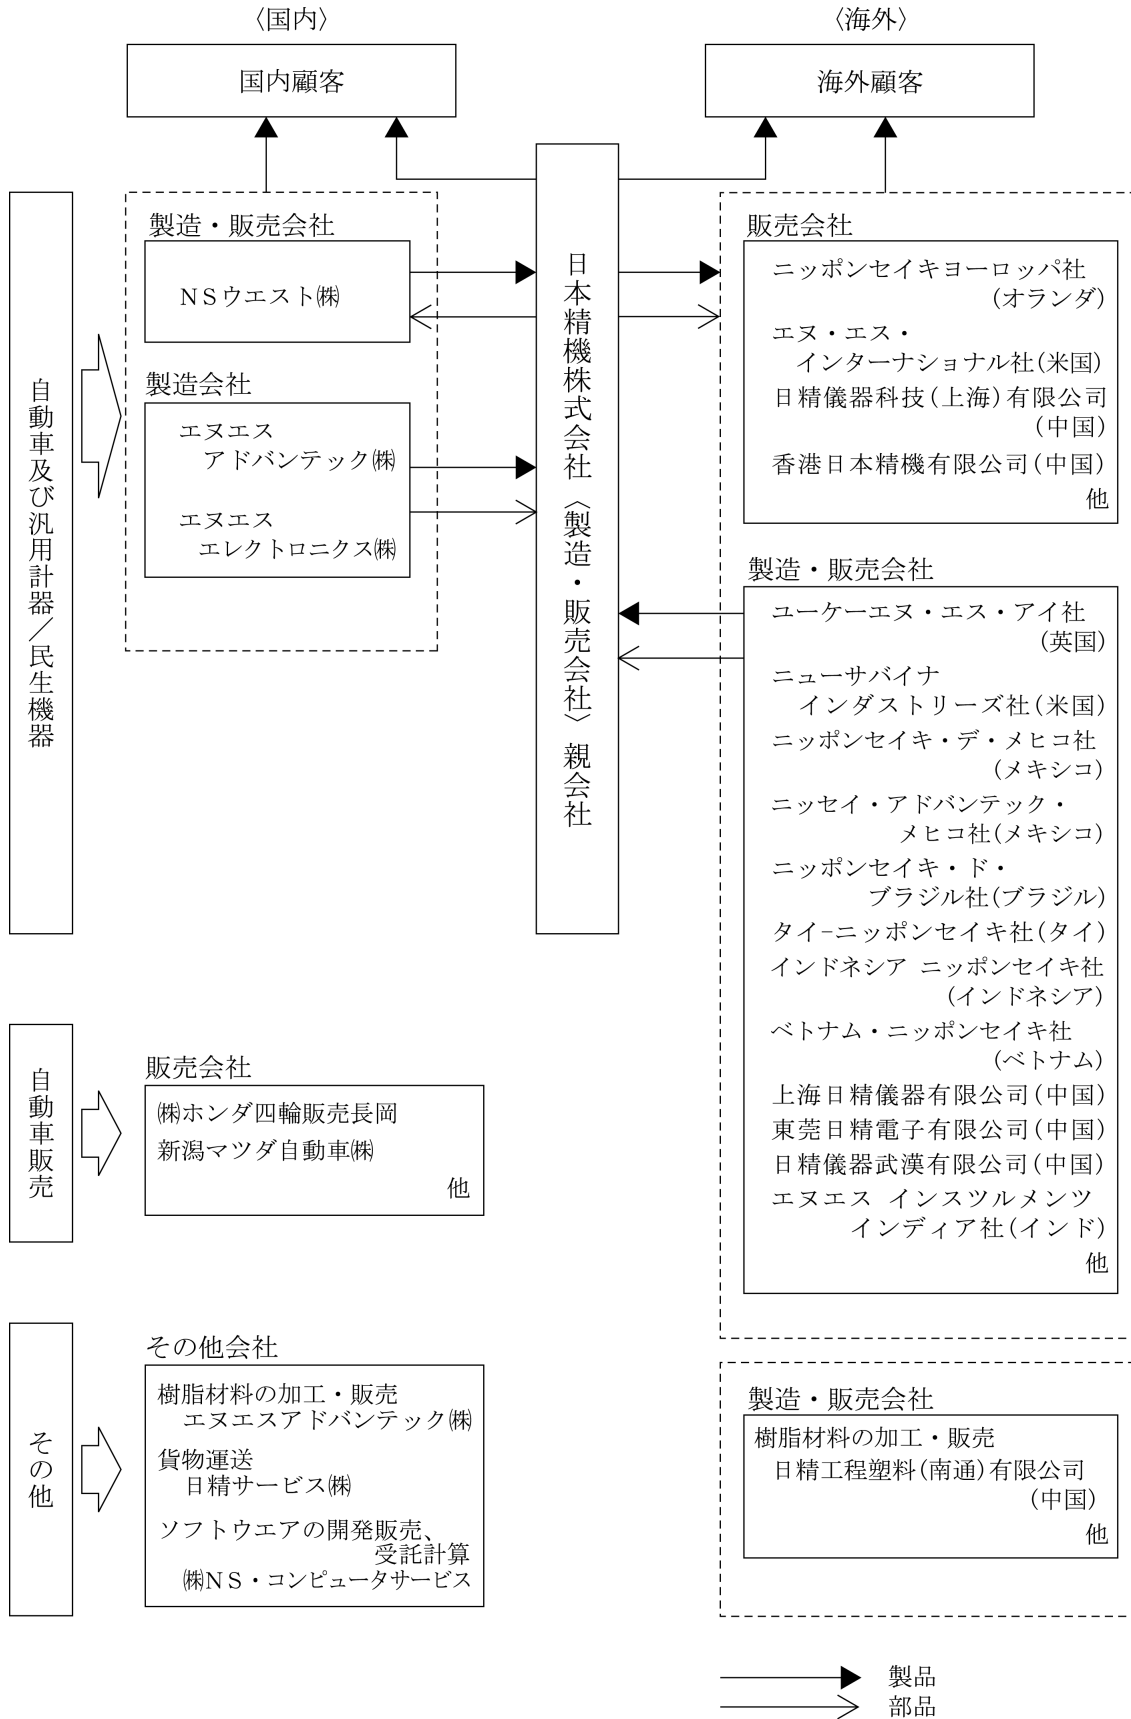 〈国内〉
〈海外〉
国内顧客
海外顧客
自動車及び汎用計器／民生機器
製造・販売会社
NSウエスト㈱
製造会社
エヌエス
アドバンテック㈱
エヌエス
エレクトロニクス㈱
日本精機株式会社〈製造・販売会社〉親会社
販売会社
ニッポンセイキヨーロッパ社
(オランダ)
エヌ・エス・
インターナショナル社(米国)
日精儀器科技(上海)有限公司
(中国)
香港日本精機有限公司(中国)
他
製造・販売会社
ユーケーエヌ・エス・アイ社
(英国)
ニューサバイナ
インダストリーズ社(米国)
ニッポンセイキ・デ・メヒコ社
(メキシコ)
ニッセイ・アドバンテック・
メヒコ社(メキシコ)
ニッポンセイキ・ド・
ブラジル社(ブラジル)
タイ-ニッポンセイキ社(タイ)
インドネシア ニッポンセイキ社
(インドネシア)
ベトナム・ニッポンセイキ社
(ベトナム)
上海日精儀器有限公司(中国)
東莞日精電子有限公司(中国)
日精儀器武漢有限公司(中国)
エヌエス インスツルメンツ
インディア社(インド)
他
自動車販売
販売会社
㈱ホンダ四輪販売長岡
新潟マツダ自動車㈱
他
その他
その他会社
樹脂材料の加工・販売
エヌエスアドバンテック㈱
貨物運送
日精サービス㈱
ソフトウエアの開発販売、
受託計算
㈱NS・コンピュータサービス
製造・販売会社
樹脂材料の加工・販売
日精工程塑料(南通)有限公司
(中国)
他
製品
部品